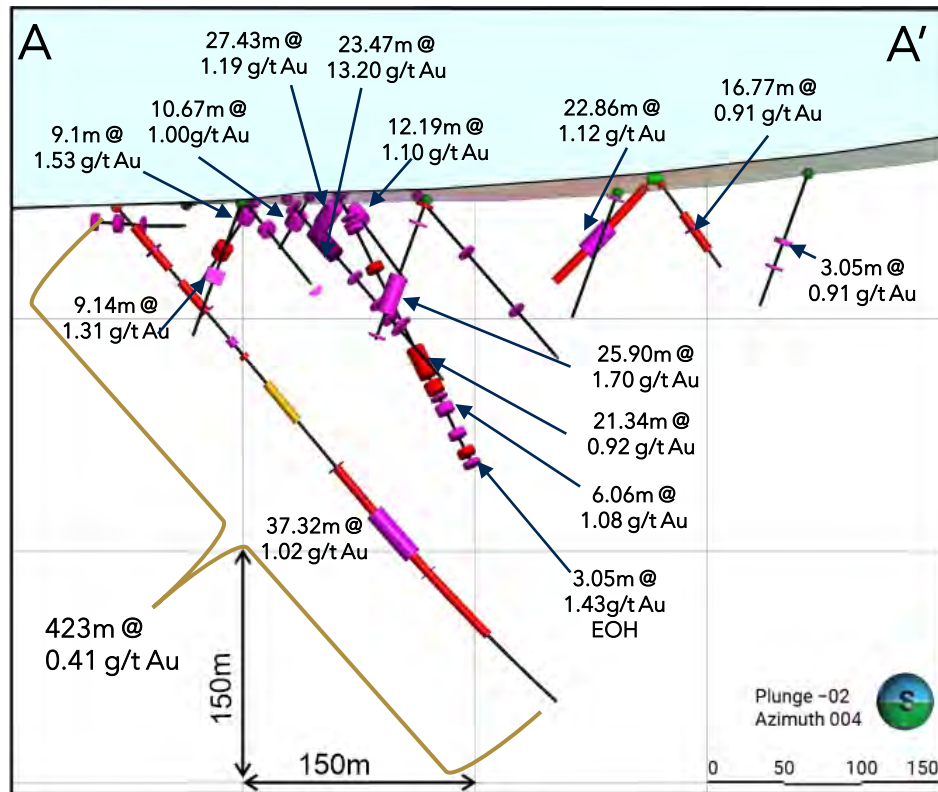 A
A'
27.43m @
1.19 g/t Au
23.47m @
13.20 g/t Au
10.67m @
1.00g/t Au
9.1m @
1.53 g/t Au
12.19m @
1.10 g/t Au
22.86m @
1.12 g/t Au
16.77m @
0.91 g/t Au
3.05m @
0.91 g/t Au
9.14m @
1.31 g/t Au
25.90m @
1.70 g/t Au
21.34m @
0.92 g/t Au
6.06m @
1.08 g/t Au
37.32m @
1.02 g/t Au
3.05m @
1.43g/t Au
EOH
423m @
0.41 g/t Au
150m
150m
Plunge -02
Azimuth 004
S
0 50 100 150